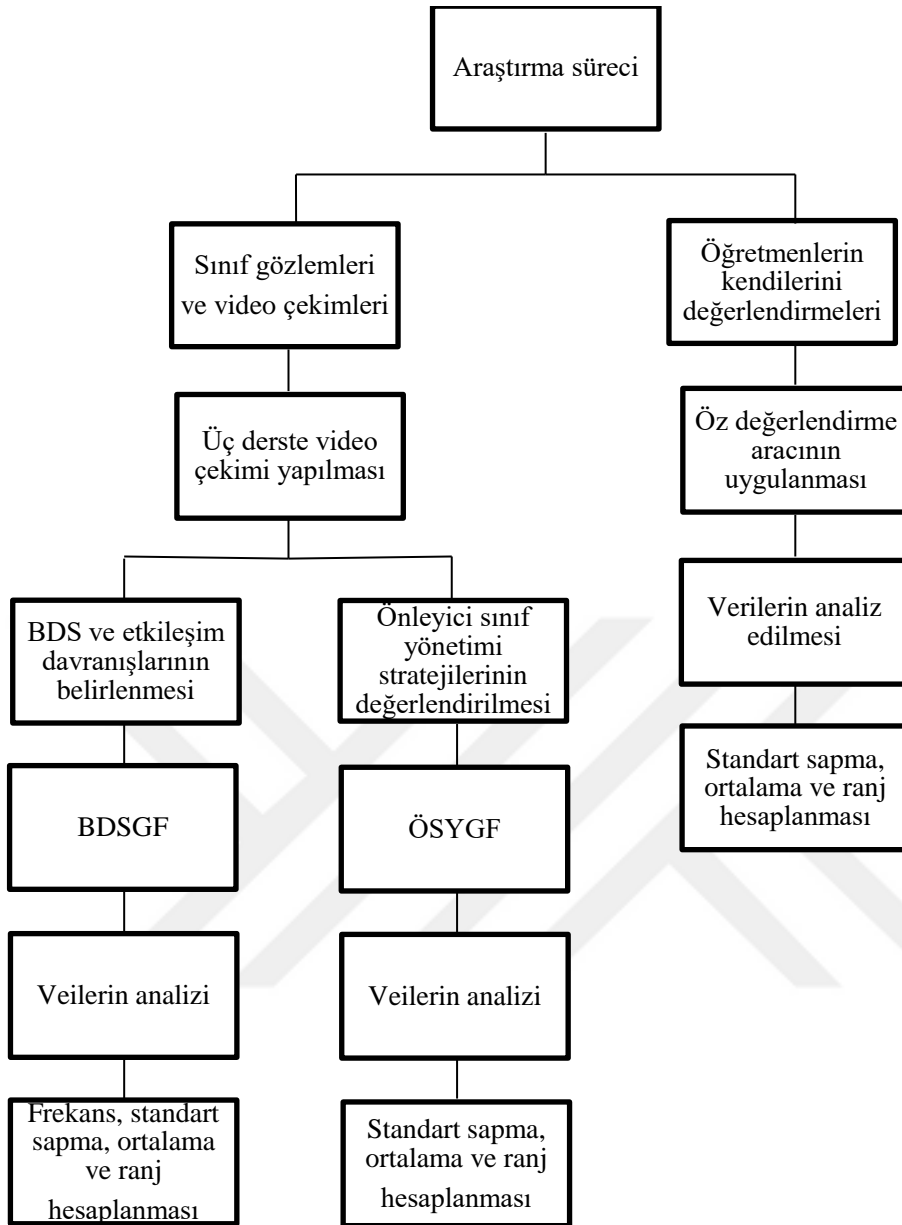 Araştırma süreci
Sınıf gözlemleri
ve video çekimleri
Öğretmenlerin
kendilerini
değerlendirmeleri
Üç derste video
çekimi yapılması
Öz değerlendirme
aracının
uygulanması
BDS ve etkileşim
davranışlarının
belirlenmesi
Önleyici sınıf
yönetimi
stratejilerinin
değerlendirilmesi
Verilerin analiz
edilmesi
BDSGF
ÖSYGF
Standart sapma,
ortalama ve ranj
hesaplanması
Veilerin analizi
Veilerin analizi
Frekans, standart
sapma, ortalama
ve ranj
hesaplanması
Standart sapma,
ortalama ve ranj
hesaplanması